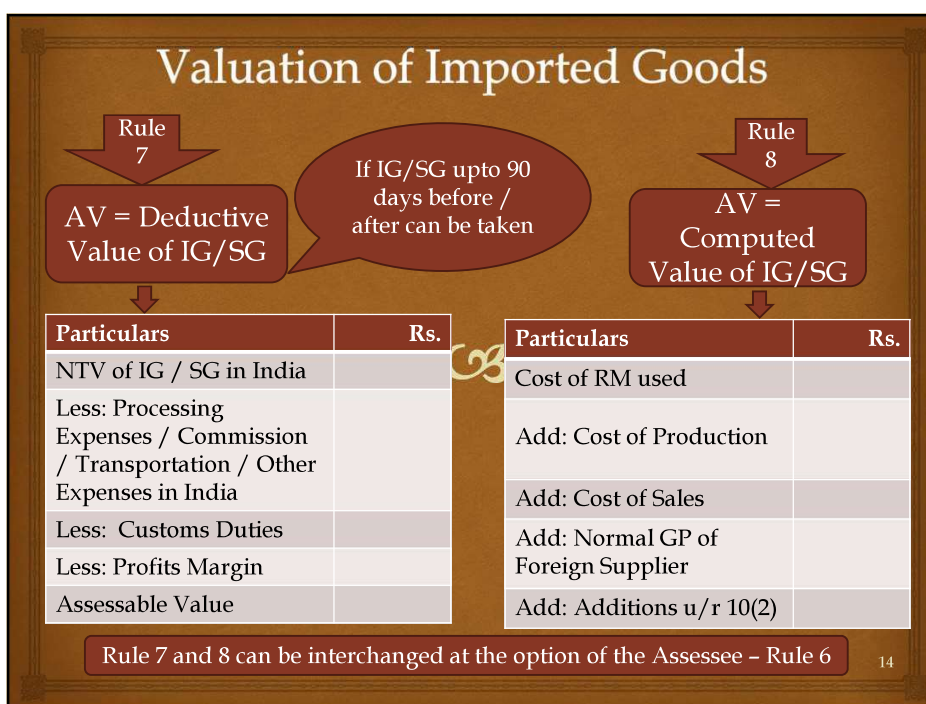 Valuation of Imported Goods
Rule
7
AV = Deductive
Value of IG/SG
If IG/SG upto 90
days before /
after can be taken
Rule
8
AV =
Computed
Value of IG/SG
Particulars Rs.
NTV of IG / SG in India
Less: Processing
Expenses / Commission
/ Transportation / Other
Expenses in India
Less: Customs Duties
Less: Profits Margin
Assessable Value
Particulars Rs.
Cost of RM used
Add: Cost of Production
Add: Cost of Sales
Add: Normal GP of
Foreign Supplier
Add: Additions u/r 10(2)
Rule 7 and 8 can be interchanged at the option of the Assessee – Rule 6
14